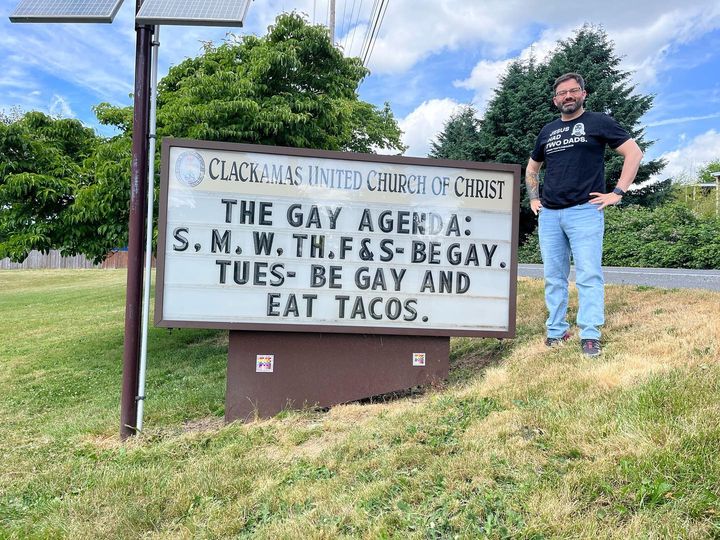 CLACKAMAS UNITED CHURCH OF CHRIST
THE GAY AGENDA:
S, M, W, TH, F & S- BE GAY.
TUES- BE GAY AND
EAT TACOS.
JESUS
HAD
TWO DADS.